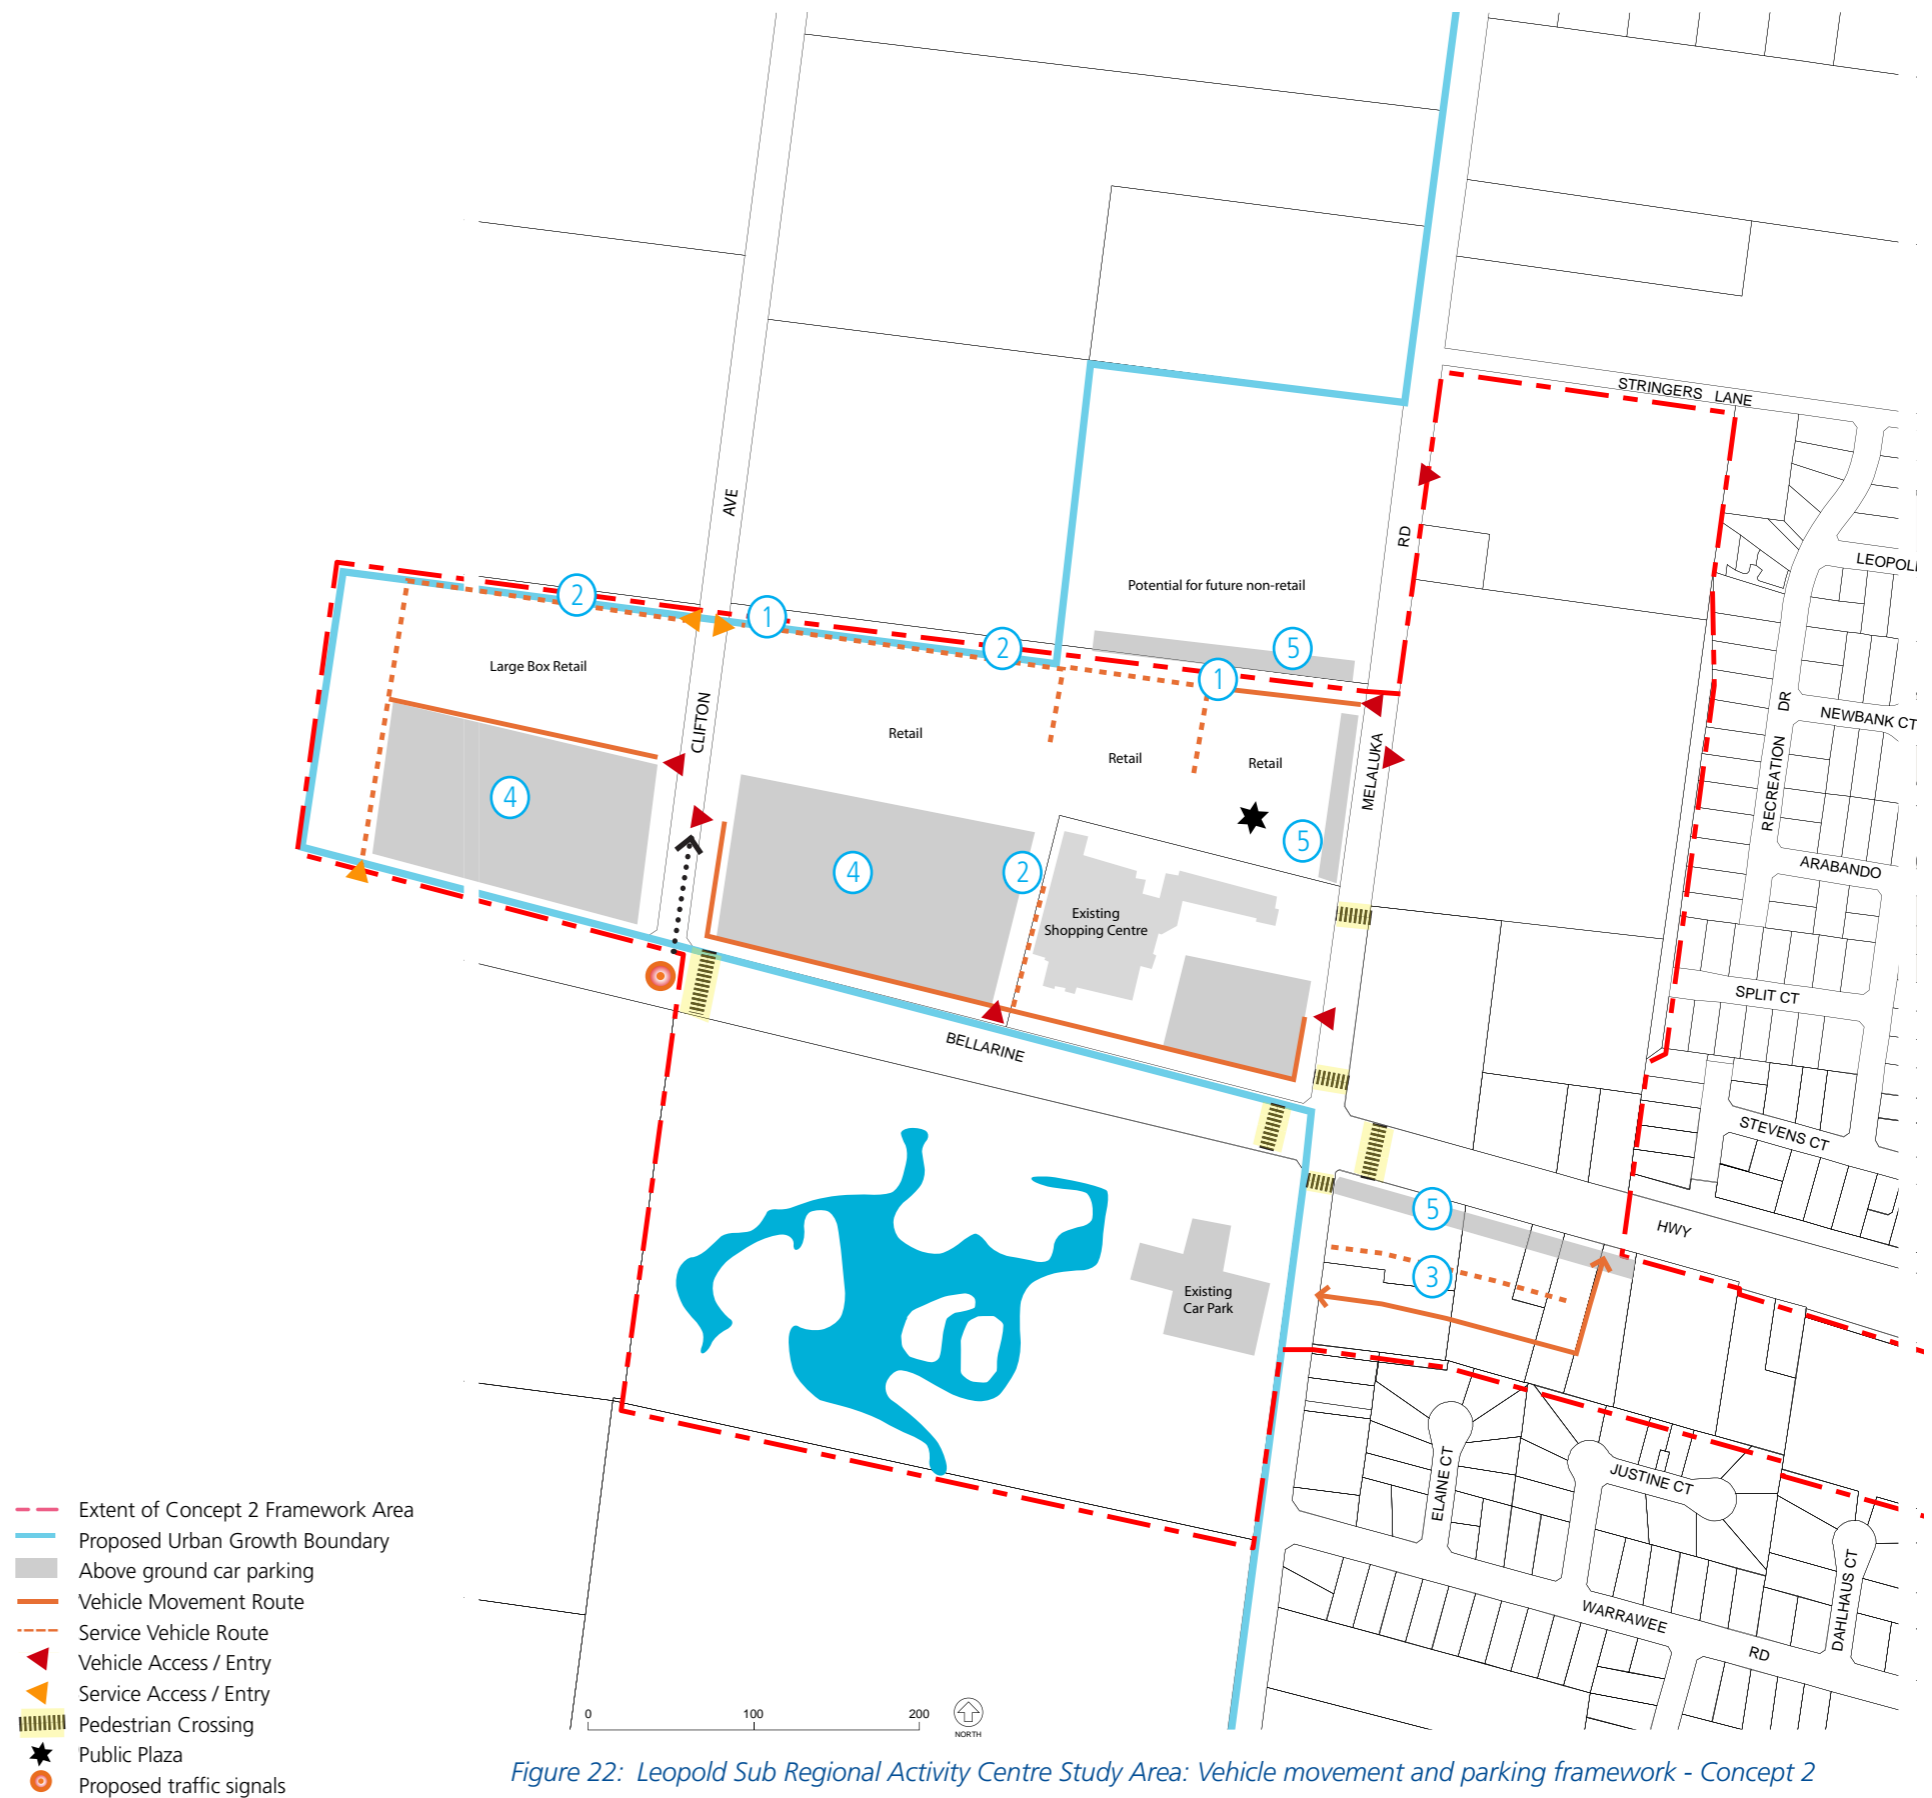 STRINGERS LANE
AVE
RD
LEOPOL
2
1
Potential for future non-retail
2
5
Large Box Retail
1
CLIFTON
Retail
Retail
Retail
MELALUKA
RECREATION DR
NEWBANK CT
4
4
2
5
ARABANDO
Existing
Shopping Centre
SPLIT CT
BELLARINE
STEVENS CT
5
HWY
3
Existing
Car Park
ELAINE CT
JUSTINE CT
DAHLHAUS CT
WARRAWEE RD
Extent of Concept 2 Framework Area
Proposed Urban Growth Boundary
Above ground car parking
Vehicle Movement Route
Service Vehicle Route
Vehicle Access / Entry
Service Access / Entry
Pedestrian Crossing
Public Plaza
Proposed traffic signals
0 100 200
NORTH
Figure 22: Leopold Sub Regional Activity Centre Study Area: Vehicle movement and parking framework - Concept 2